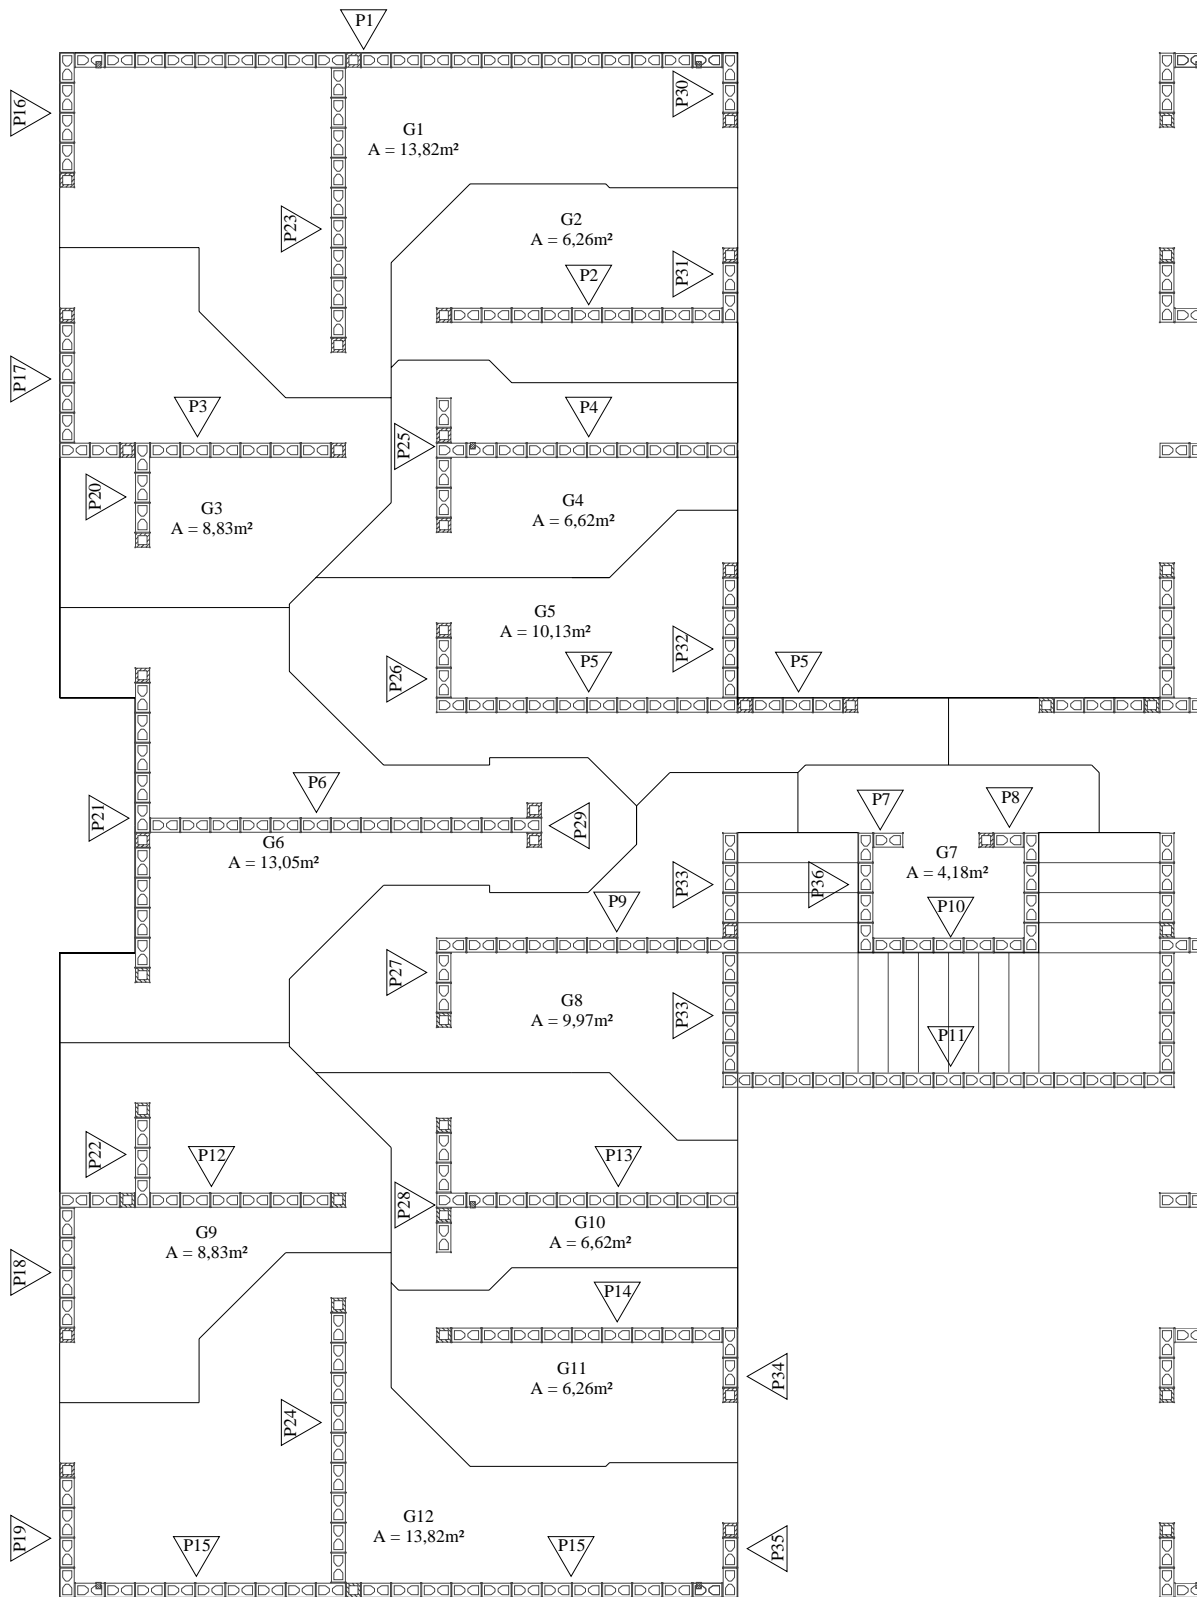 P1
P16
P30
G1
A = 13,82m²
P23
G2
A = 6,26m²
P31
P2
P17
P3
P4
P25
P20
G3
A = 8,83m²
G4
A = 6,62m²
G5
A = 10,13m²
P32
P26
P5
P5
P6
P21
P29
G6
A = 13,05m²
P7
P8
G7
A = 4,18m²
P33
P36
P9
P10
P27
G8
A = 9,97m²
P33
P11
P22
P12
P13
P28
G9
A = 8,83m²
G10
A = 6,62m²
P18
P14
G11
A = 6,26m²
P34
P24
G12
A = 13,82m²
P19
P15
P15
P35